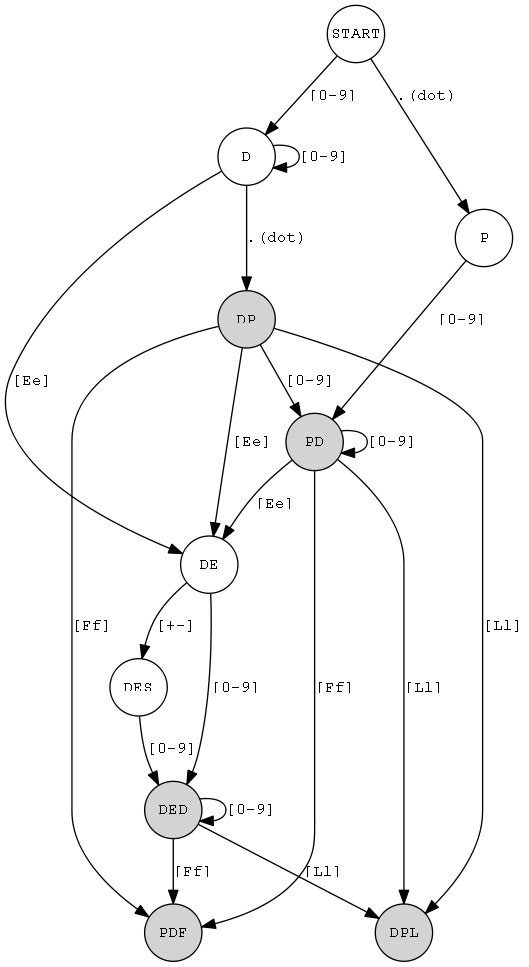 START
[0-9]
.(dot)
D
[0-9]
P
.(dot)
[0-9]
DP
[Ee]
[0-9]
[Ee]
PD
[0-9]
[Ee]
DE
[Ff]
[+-]
[Ll]
DES
[0-9]
[Ff]
[Ll]
[0-9]
DED
[0-9]
[Ff]
[Ll]
PDF
DPL